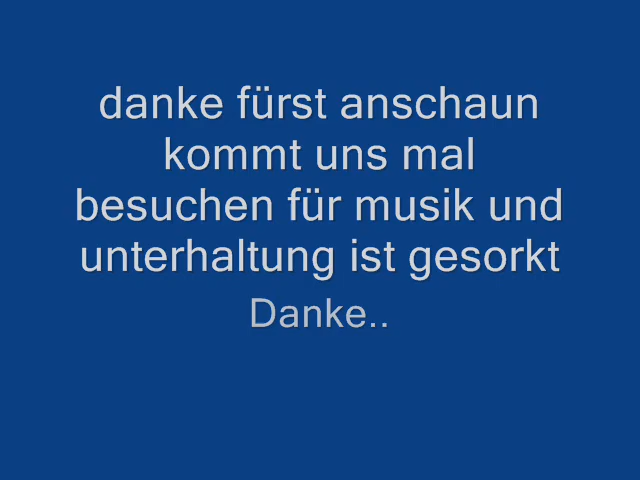 danke fürst anschaun
kommt uns mal
besuchen für musik und
unterhaltung ist gesorkt
Danke..